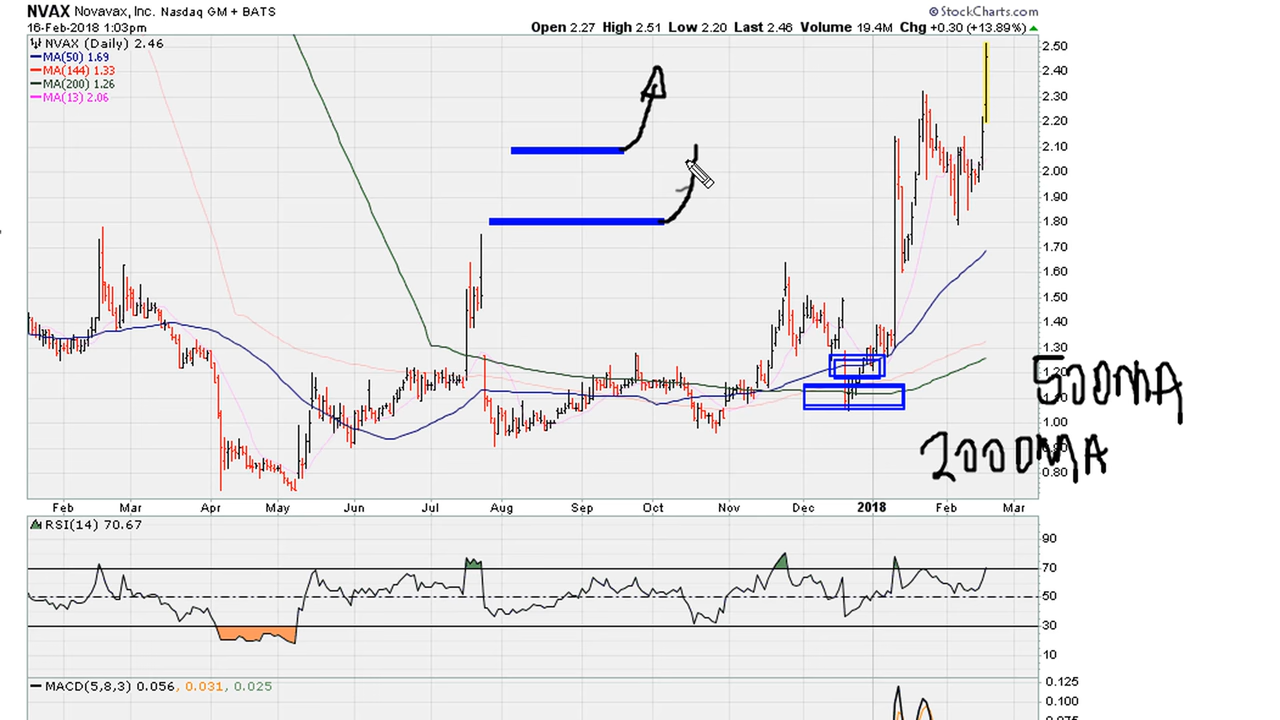 NVAX Novavax, Inc. Nasdaq GM + BATS
© StockCharts.com
16-Feb-2018 1:03pm
Open 2.27 High 2.51 Low 2.20 Last 2.46 Volume 19.4M Chg +0.30 (+13.89%)
NVAX (Daily) 2.46
MA(50) 1.69
MA(144) 1.33
MA(200) 1.26
MA(13) 2.06
2.50
2.40
2.30
2.20
2.10
2.00
1.90
1.80
1.70
1.60
1.50
1.40
1.30
1.20
1.00
0.80
50DMA
200DMA
Feb Mar Apr May Jun Jul Aug Sep Oct Nov Dec 2018 Feb Mar
RSI(14) 70.67
90
70
50
30
10
MACD(5,8,3) 0.056, 0.031, 0.025
0.125
0.100